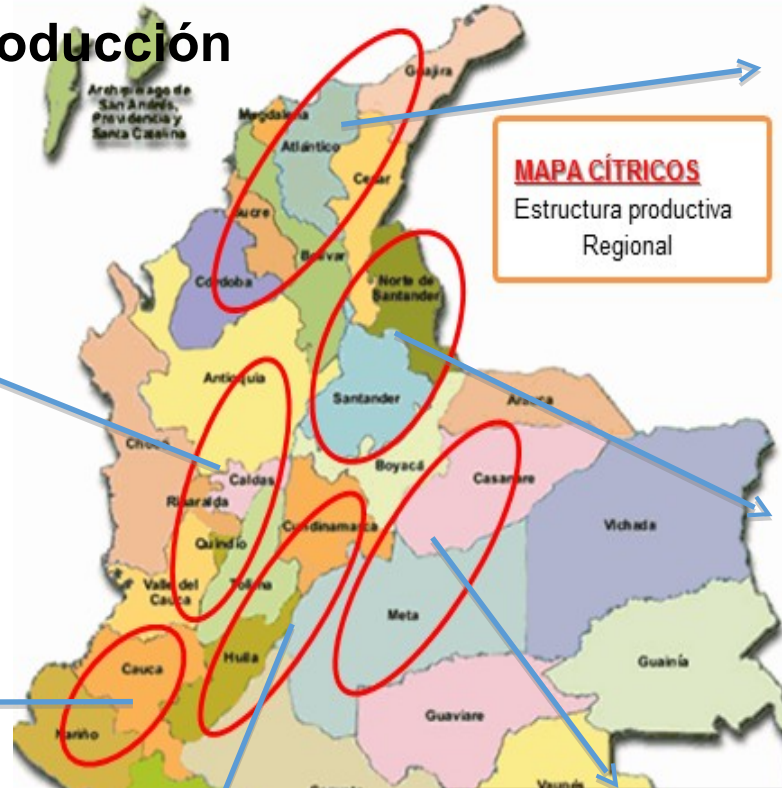 oducción
Archipielago de
San Andrés,
Providencia y
Santa Catalina
Guajira
Magdalena
Atlántico
MAPA CÍTRICOS
Estructura productiva
Regional
Cesar
Sucre
Bolívar
Córdoba
Norte de
Santander
Antioquia
Santander
Arauca
Chocó
Boyacá
Caldas
Casanare
Risaralda
Cundinamarca
Vichada
Quindío
Valle del
Cauca
Tolima
Meta
Cauca
Huila
Guainía
Guaviare
Nariño
Vaupés